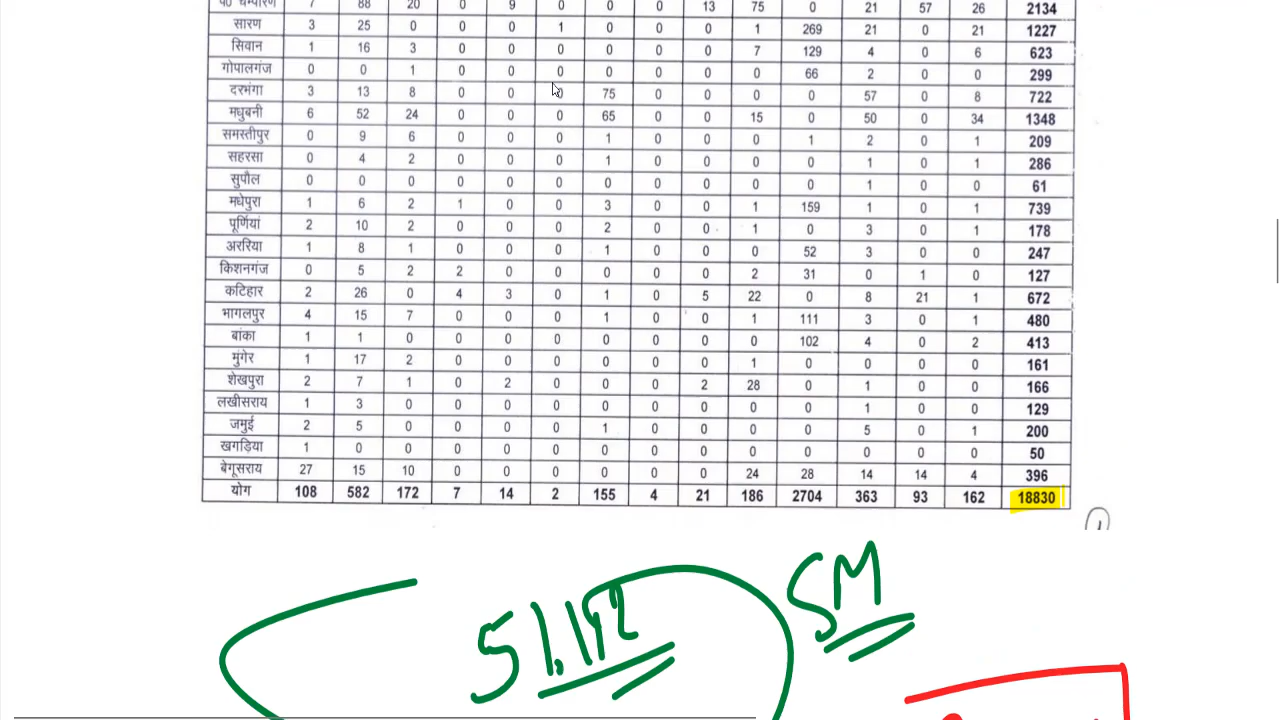 प० चम्पारण 7 88 20 0 9 0 0 0 13 75 0 21 57 26 2134
सारण 3 25 0 0 0 1 0 0 0 1 269 21 0 21 1227
सिवान 1 16 3 0 0 0 0 0 0 7 129 4 0 6 623
गोपालगंज 0 0 1 0 0 0 0 0 0 0 66 2 0 0 299
दरभंगा 3 13 8 0 0 0 75 0 0 0 0 57 0 8 722
मधुबनी 6 52 24 0 0 0 65 0 0 15 0 50 0 34 1348
समस्तीपुर 0 9 6 0 0 0 1 0 0 0 1 2 0 1 209
सहरसा 0 4 2 0 0 0 1 0 0 0 0 1 0 1 286
सुपौल 0 0 0 0 0 0 0 0 0 0 0 1 0 0 61
मधेपुरा 1 6 2 1 0 0 3 0 0 1 159 1 0 1 739
पूर्णियां 2 10 2 0 0 0 2 0 0 1 0 3 0 1 178
अररिया 1 8 1 0 0 0 1 0 0 0 52 3 0 0 247
किशनगंज 0 5 2 2 0 0 0 0 0 2 31 0 1 0 127
कटिहार 2 26 0 4 3 0 1 0 5 22 0 8 21 1 672
भागलपुर 4 15 7 0 0 0 1 0 0 1 111 3 0 1 480
बांका 1 1 0 0 0 0 0 0 0 0 102 4 0 2 413
मुंगेर 1 17 2 0 0 0 0 0 0 1 0 0 0 0 161
शेखपुरा 2 7 1 0 2 0 0 0 2 28 0 1 0 0 166
लखीसराय 1 3 0 0 0 0 0 0 0 0 0 1 0 0 129
जमुई 2 5 0 0 0 0 1 0 0 0 0 5 0 1 200
खगड़िया 1 0 0 0 0 0 0 0 0 0 0 0 0 0 50
बेगूसराय 27 15 10 0 0 0 0 0 0 24 28 14 14 4 396
योग 108 582 172 7 14 2 155 4 21 186 2704 363 93 162 18830
SM